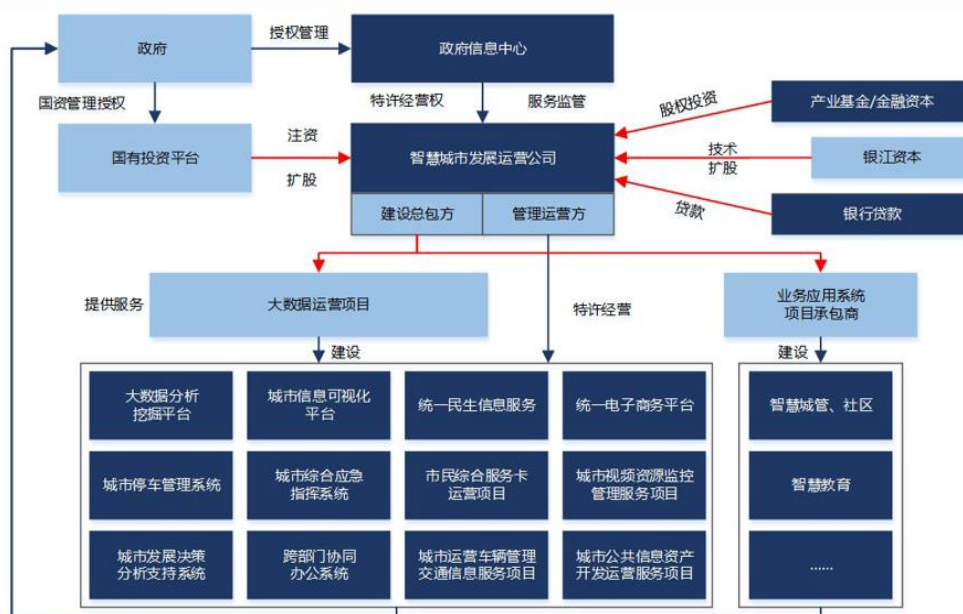 政府
授权管理
政府信息中心
国资管理授权
特许经营权
服务监管
股权投资
产业基金/金融资本
国有投资平台
注资
扩股
智慧城市发展运营公司
技术
扩股
银江资本
建设总包方
管理运营方
贷款
银行贷款
提供服务
大数据运营项目
特许经营
业务应用系统
项目承包商
建设
建设
大数据分析
挖掘平台
城市信息可视化
平台
统一民生信息服务
统一电子商务平台
智慧城管、社区
城市停车管理系统
城市综合应急
指挥系统
市民综合服务卡
运营项目
城市视频资源监控
管理服务项目
智慧教育
城市发展决策
分析支持系统
跨部门协同
办公系统
城市运营车辆管理
交通信息服务项目
城市公共信息资产
开发运营服务项目
......